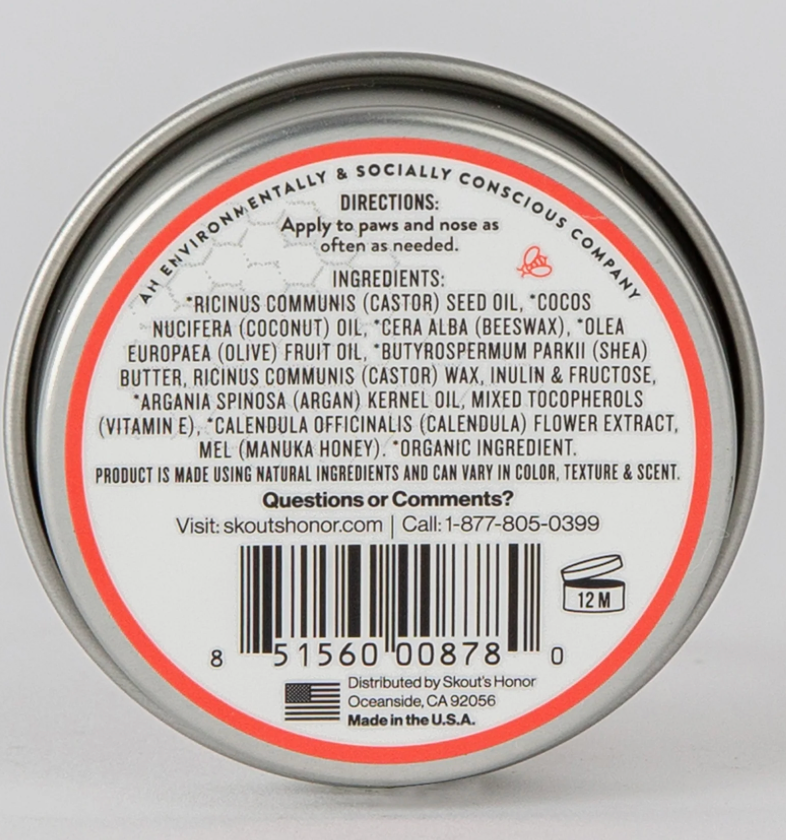 AN ENVIRONMENTALLY & SOCIALLY CONSCIOUS COMPANY
DIRECTIONS:
Apply to paws and nose as
often as needed.
INGREDIENTS:
*RICINUS COMMUNIS (CASTOR) SEED OIL, *COCOS
NUCIFERA (COCONUT) OIL, *CERA ALBA (BEESWAX), *OLEA
EUROPAEA (OLIVE) FRUIT OIL, *BUTYROSPERMUM PARKII (SHEA)
BUTTER, RICINUS COMMUNIS (CASTOR) WAX, INULIN & FRUCTOSE,
*ARGANIA SPINOSA (ARGAN) KERNEL OIL, MIXED TOCOPHEROLS
(VITAMIN E), *CALENDULA OFFICINALIS (CALENDULA) FLOWER EXTRACT,
MEL (MANUKA HONEY). *ORGANIC INGREDIENT.
PRODUCT IS MADE USING NATURAL INGREDIENTS AND CAN VARY IN COLOR, TEXTURE & SCENT.
Questions or Comments?
Visit: skoutshonor.com | Call: 1-877-805-0399
12 M
8 51560 00878 0
Distributed by Skout's Honor
Oceanside, CA 92056
Made in the U.S.A.